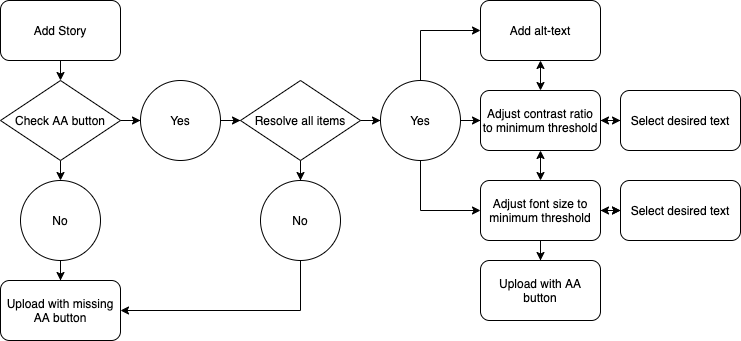 Add Story
Add alt-text
Check AA button
Yes
Resolve all items
Yes
Adjust contrast ratio
to minimum threshold
Select desired text
No
No
Adjust font size to
minimum threshold
Select desired text
Upload with missing
AA button
Upload with AA
button